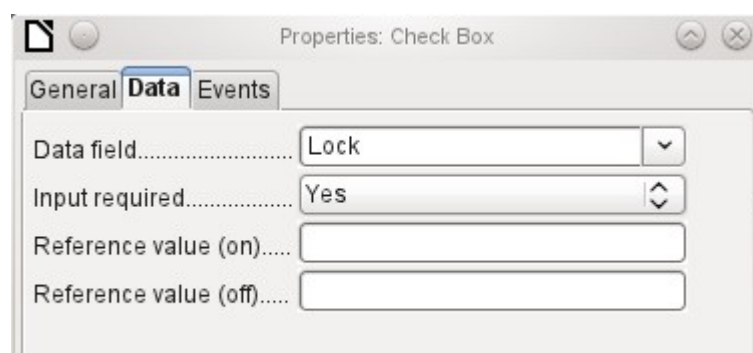 Properties: Check Box
General Data Events
Data field.......................... Lock
Input required.................. Yes
Reference value (on).....
Reference value (off).....